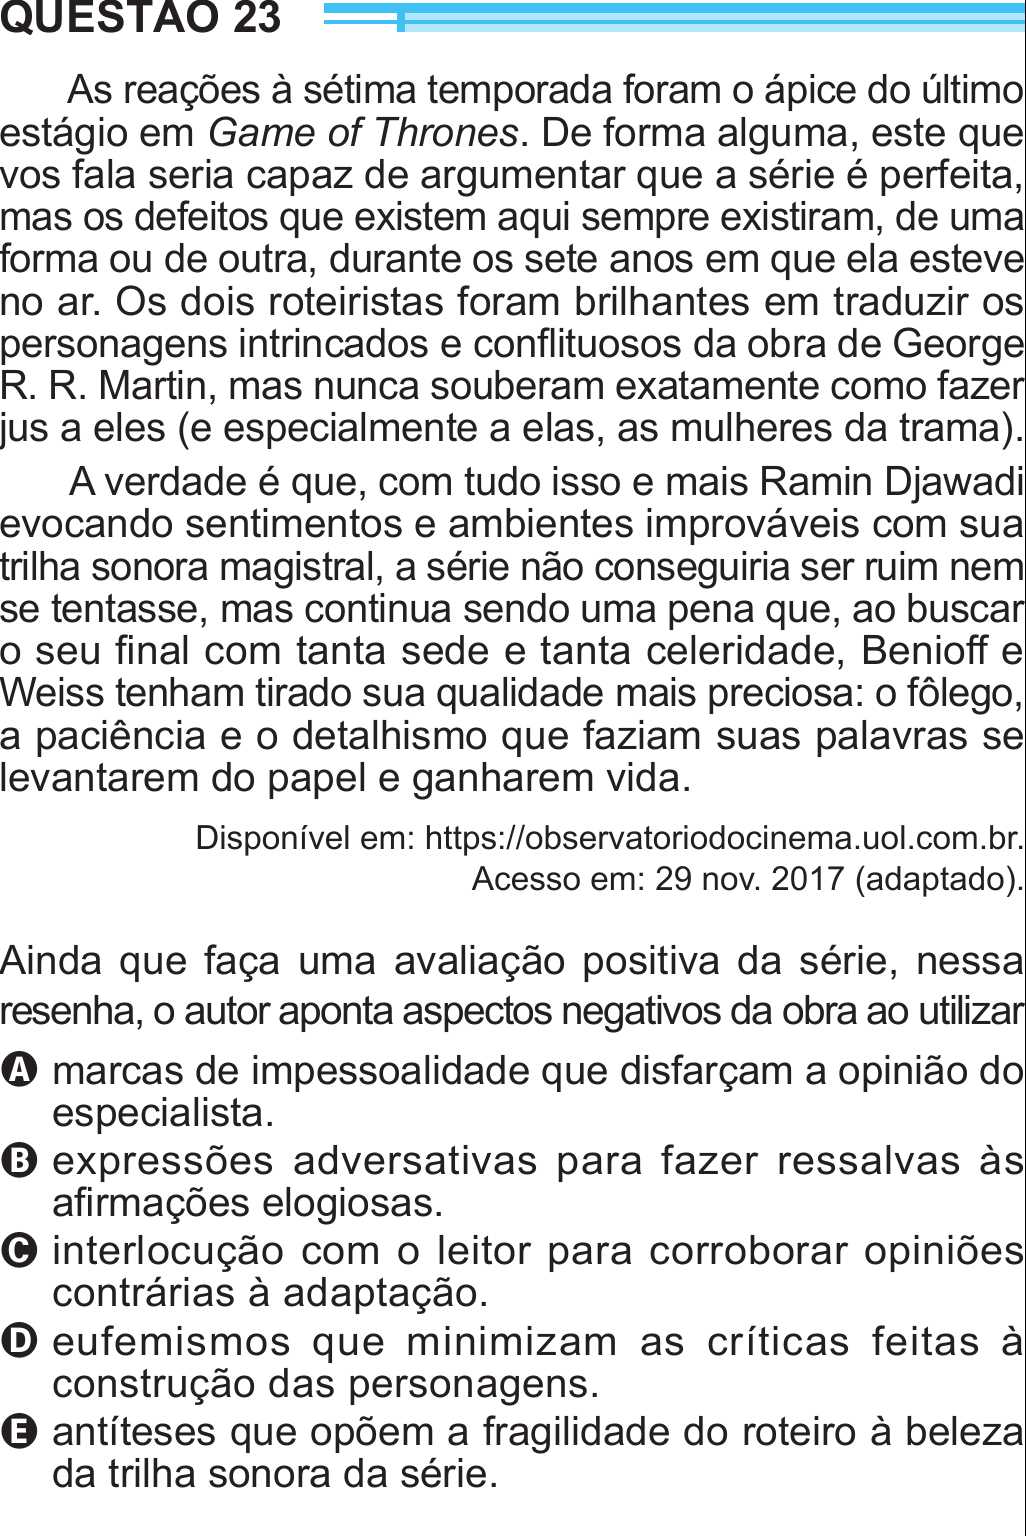 QUESTÃO 23
As reações à sétima temporada foram o ápice do último
estágio em Game of Thrones. De forma alguma, este que
vos fala seria capaz de argumentar que a série é perfeita,
mas os defeitos que existem aqui sempre existiram, de uma
forma ou de outra, durante os sete anos em que ela esteve
no ar. Os dois roteiristas foram brilhantes em traduzir os
personagens intrincados e conflituosos da obra de George
R. R. Martin, mas nunca souberam exatamente como fazer
jus a eles (e especialmente a elas, as mulheres da trama).
A verdade é que, com tudo isso e mais Ramin Djawadi
evocando sentimentos e ambientes improváveis com sua
trilha sonora magistral, a série não conseguiria ser ruim nem
se tentasse, mas continua sendo uma pena que, ao buscar
o seu final com tanta sede e tanta celeridade, Benioff e
Weiss tenham tirado sua qualidade mais preciosa: o fôlego,
a paciência e o detalhismo que faziam suas palavras se
levantarem do papel e ganharem vida.
Disponível em: https://observatoriodocinema.uol.com.br.
Acesso em: 29 nov. 2017 (adaptado).
Ainda que faça uma avaliação positiva da série, nessa
resenha, o autor aponta aspectos negativos da obra ao utilizar
A marcas de impessoalidade que disfarçam a opinião do
especialista.
B expressões adversativas para fazer ressalvas às
afirmações elogiosas.
C interlocução com o leitor para corroborar opiniões
contrárias à adaptação.
D eufemismos que minimizam as críticas feitas à
construção das personagens.
E antíteses que opõem a fragilidade do roteiro à beleza
da trilha sonora da série.